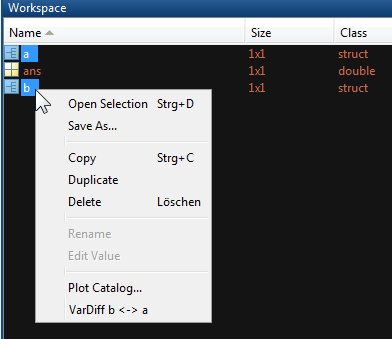 Workspace
Name Size Class
a 1x1 struct
ans 1x1 double
b 1x1 struct
Open Selection Strg+D
Save As...
Copy Strg+C
Duplicate
Delete Löschen
Rename
Edit Value
Plot Catalog...
VarDiff b <-> a